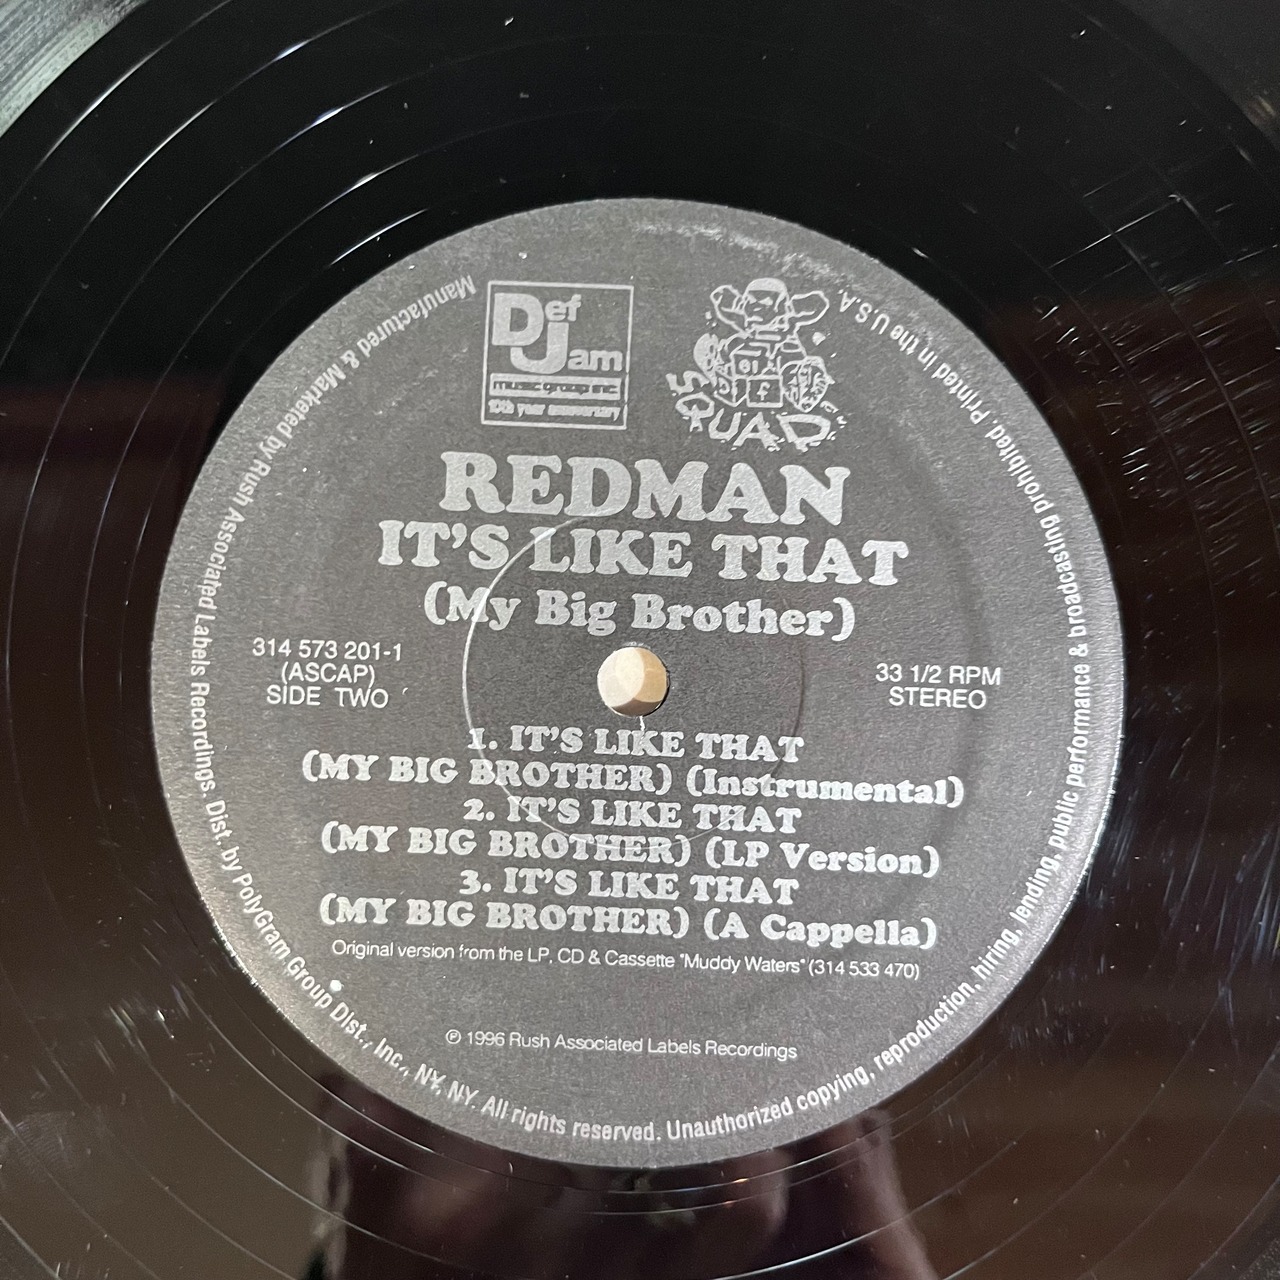 Def
Jam
music group inc.
10th year anniversary
DEF
SQUAD
REDMAN
IT'S LIKE THAT
(My Big Brother)
314 573 201-1
(ASCAP)
SIDE TWO
33 1/2 RPM
STEREO
1. IT'S LIKE THAT
(MY BIG BROTHER) (Instrumental)
2. IT'S LIKE THAT
(MY BIG BROTHER) (LP Version)
3. IT'S LIKE THAT
(MY BIG BROTHER) (A Cappella)
Original version from the LP, CD & Cassette "Muddy Waters" (314 533 470)
℗ 1996 Rush Associated Labels Recordings
Manufactured & Marketed by Rush Associated Labels Recordings. Dist. by PolyGram Group Dist., Inc., NY, NY. All rights reserved. Unauthorized copying, reproduction, hiring, lending, public performance & broadcasting prohibited. Printed in the U.S.A.